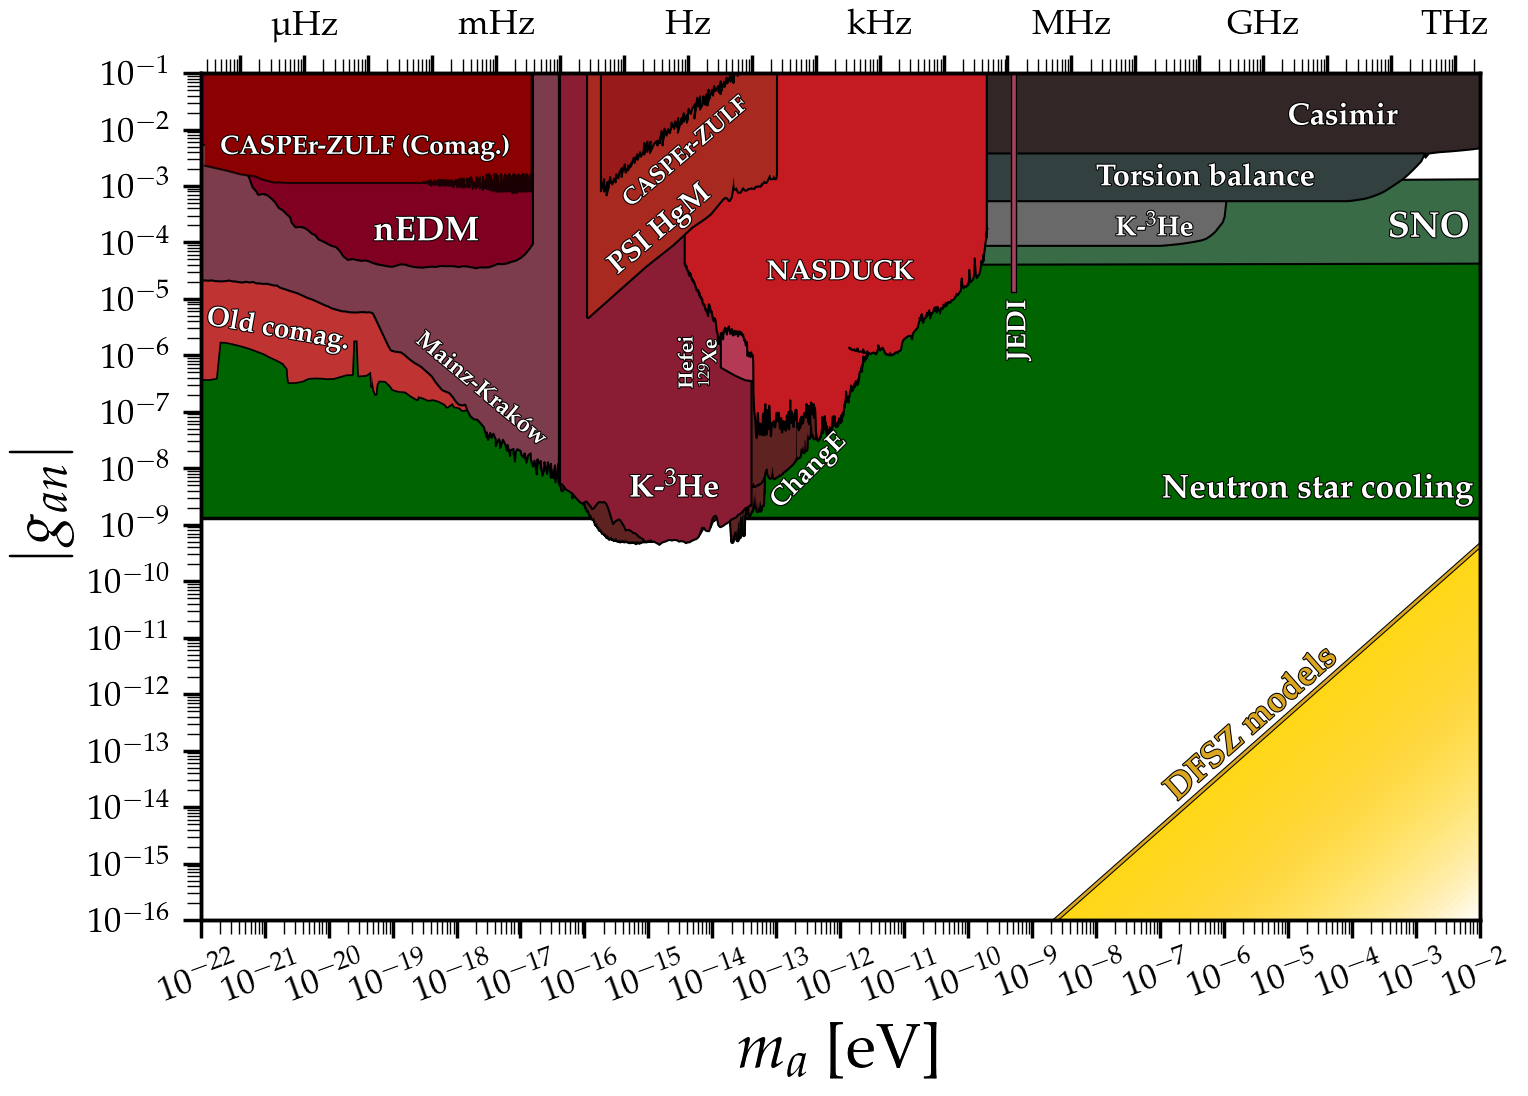 μHz mHz Hz kHz MHz GHz THz
10⁻¹
10⁻²
10⁻³
10⁻⁴
10⁻⁵
10⁻⁶
10⁻⁷
10⁻⁸
10⁻⁹
10⁻¹⁰
10⁻¹¹
10⁻¹²
10⁻¹³
10⁻¹⁴
10⁻¹⁵
10⁻¹⁶
|gₐₙ|
CASPEr-ZULF (Comag.)
nEDM
Old comag.
Mainz-Kraków
CASPEr-ZULF
PSI HgM
NASDUCK
Hefei
¹²⁹Xe
K-³He
ChangE
JEDI
Casimir
Torsion balance
K-³He
SNO
Neutron star cooling
DFSZ models
10⁻²² 10⁻²¹ 10⁻²⁰ 10⁻¹⁹ 10⁻¹⁸ 10⁻¹⁷ 10⁻¹⁶ 10⁻¹⁵ 10⁻¹⁴ 10⁻¹³ 10⁻¹² 10⁻¹¹ 10⁻¹⁰ 10⁻⁹ 10⁻⁸ 10⁻⁷ 10⁻⁶ 10⁻⁵ 10⁻⁴ 10⁻³ 10⁻²
mₐ [eV]